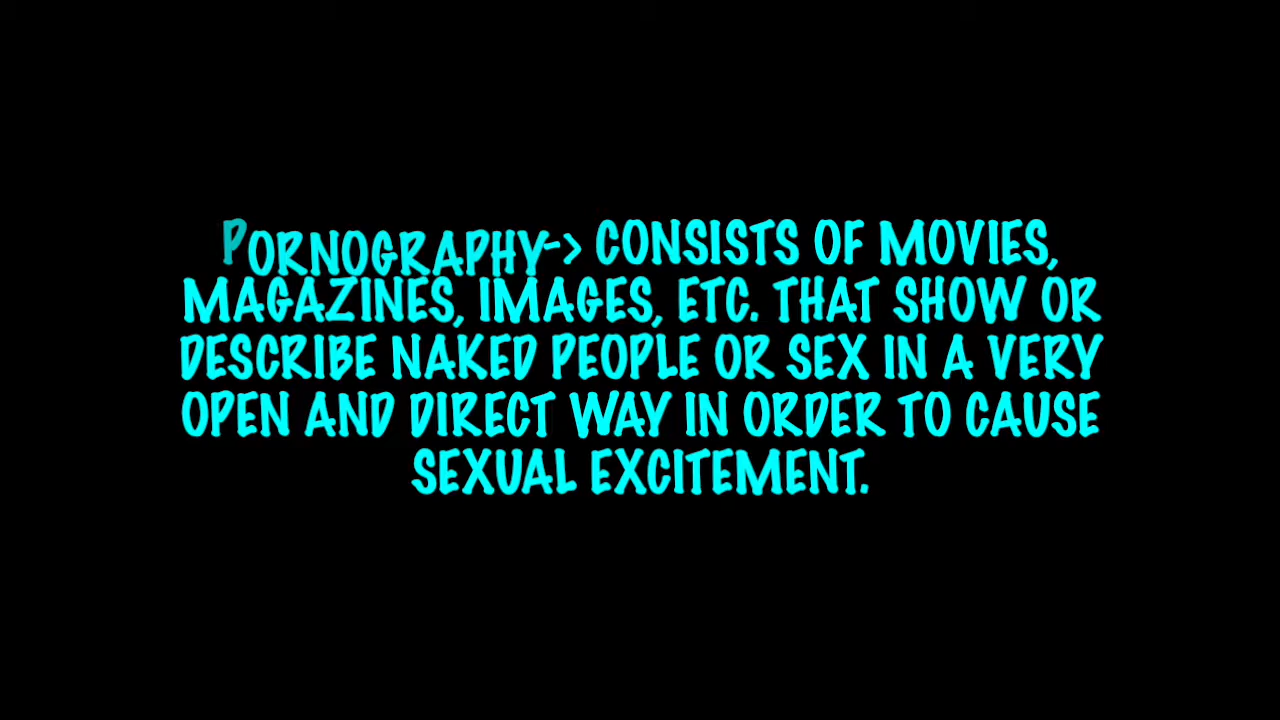 PORNOGRAPHY-> CONSISTS OF MOVIES,
MAGAZINES, IMAGES, ETC. THAT SHOW OR
DESCRIBE NAKED PEOPLE OR SEX IN A VERY
OPEN AND DIRECT WAY IN ORDER TO CAUSE
SEXUAL EXCITEMENT.